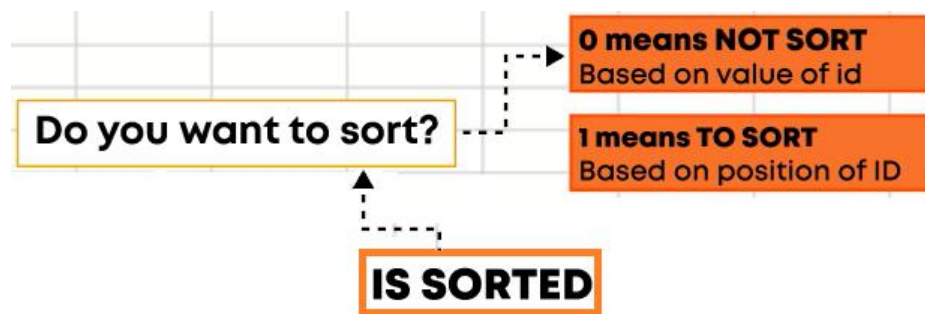 0 means NOT SORT
Based on value of id
Do you want to sort?
1 means TO SORT
Based on position of ID
IS SORTED